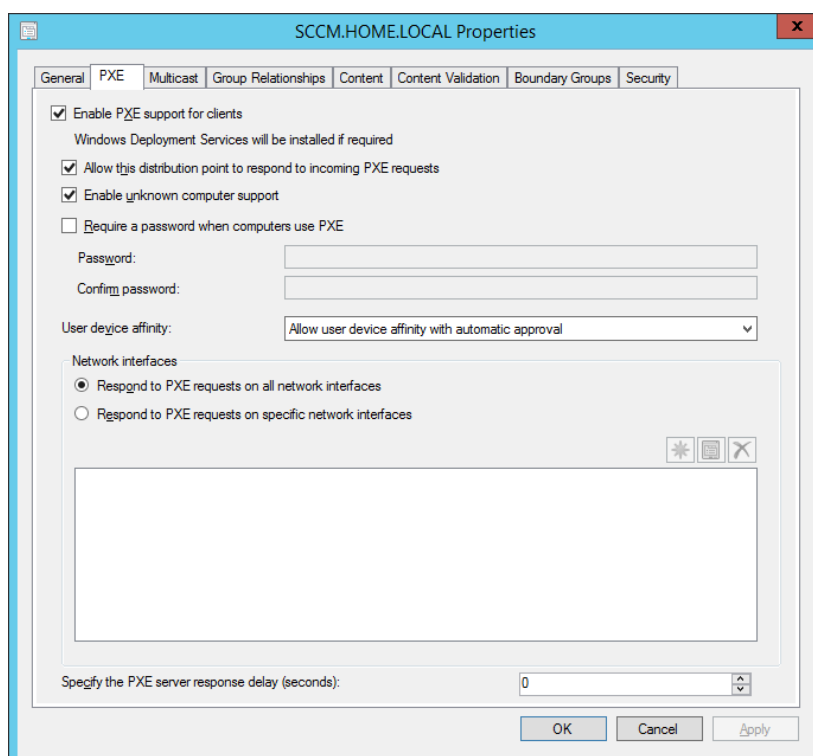 SCCM.HOME.LOCAL Properties
x
General PXE Multicast Group Relationships Content Content Validation Boundary Groups Security
Enable PXE support for clients
Windows Deployment Services will be installed if required
Allow this distribution point to respond to incoming PXE requests
Enable unknown computer support
Require a password when computers use PXE
Password:
Confirm password:
User device affinity: Allow user device affinity with automatic approval
Network interfaces
Respond to PXE requests on all network interfaces
Respond to PXE requests on specific network interfaces
Specify the PXE server response delay (seconds): 0
OK Cancel Apply